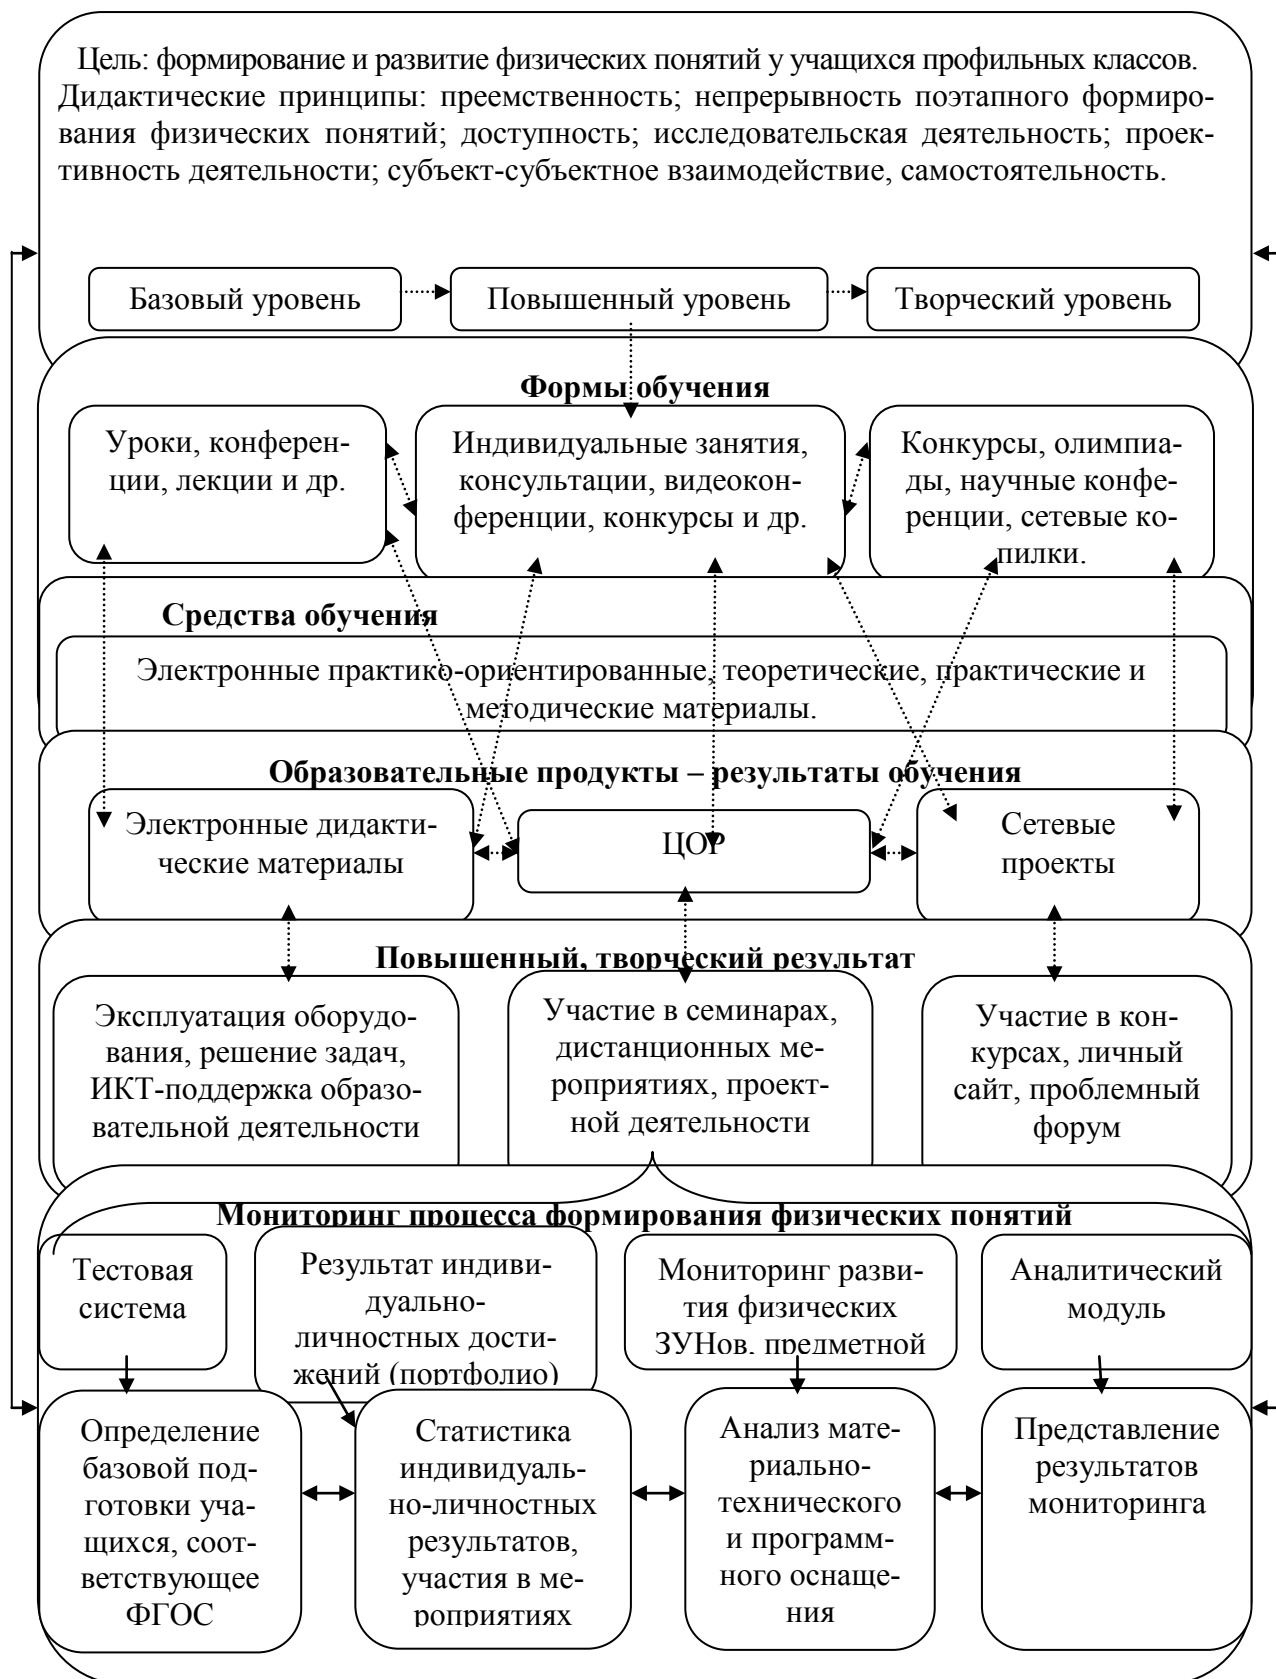 Цель: формирование и развитие физических понятий у учащихся профильных классов.
Дидактические принципы: преемственность; непрерывность поэтапного формиро-
вания физических понятий; доступность; исследовательская деятельность; проек-
тивность деятельности; субъект-субъектное взаимодействие, самостоятельность.
Базовый уровень
Повышенный уровень
Творческий уровень
Формы обучения
Уроки, конферен-
ции, лекции и др.
Индивидуальные занятия,
консультации, видеокон-
ференции, конкурсы и др.
Конкурсы, олимпиа-
ды, научные конфе-
ренции, сетевые ко-
пилки.
Средства обучения
Электронные практико-ориентированные, теоретические, практические и
методические материалы.
Образовательные продукты – результаты обучения
Электронные дидакти-
ческие материалы
ЦОР
Сетевые
проекты
Повышенный, творческий результат
Эксплуатация оборудо-
вания, решение задач,
ИКТ-поддержка образо-
вательной деятельности
Участие в семинарах,
дистанционных ме-
роприятиях, проект-
ной деятельности
Участие в кон-
курсах, личный
сайт, проблемный
форум
Мониторинг процесса формирования физических понятий
Тестовая
система
Результат индиви-
дуально-
личностных дости-
жений (портфолио)
Мониторинг разви-
тия физических
ЗУНов, предметной
Аналитический
модуль
Определение
базовой под-
готовки уча-
щихся, соот-
ветствующее
ФГОС
Статистика
индивидуаль-
но-личностных
результатов,
участия в ме-
роприятиях
Анализ мате-
риально-
технического
и программ-
ного оснаще-
ния
Представление
результатов
мониторинга